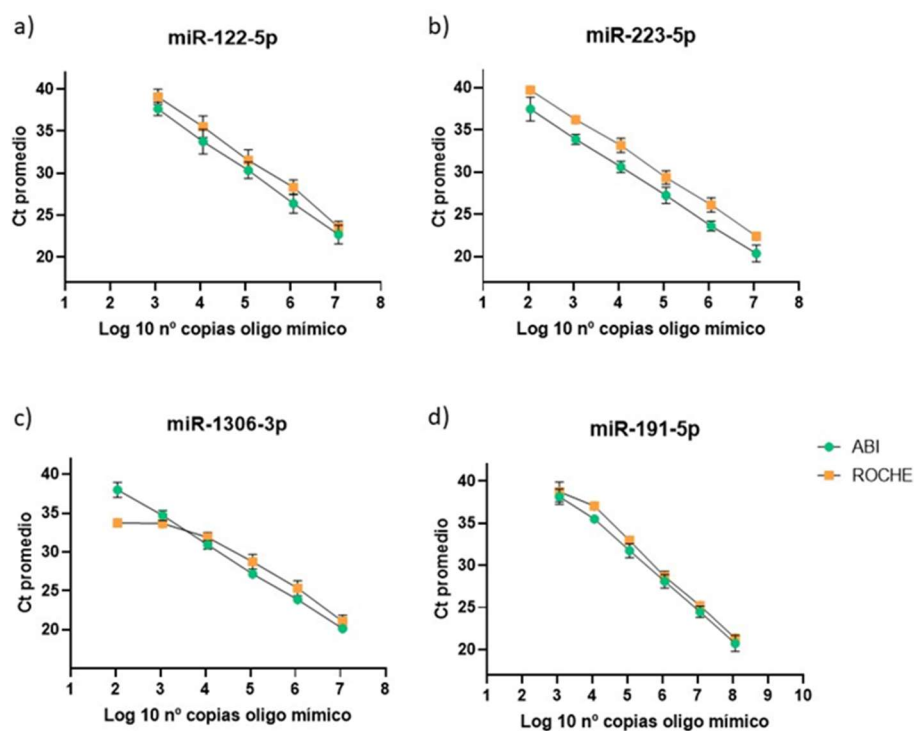 a)
miR-122-5p
Ct promedio
40
35
30
25
20
1 2 3 4 5 6 7 8
Log 10 nº copias oligo mímico
b)
miR-223-5p
Ct promedio
40
35
30
25
20
1 2 3 4 5 6 7 8
Log 10 nº copias oligo mímico
c)
miR-1306-3p
Ct promedio
40
35
30
25
20
1 2 3 4 5 6 7 8
Log 10 nº copias oligo mímico
d)
miR-191-5p
Ct promedio
40
35
30
25
20
1 2 3 4 5 6 7 8 9 10
Log 10 nº copias oligo mímico
ABI
ROCHE